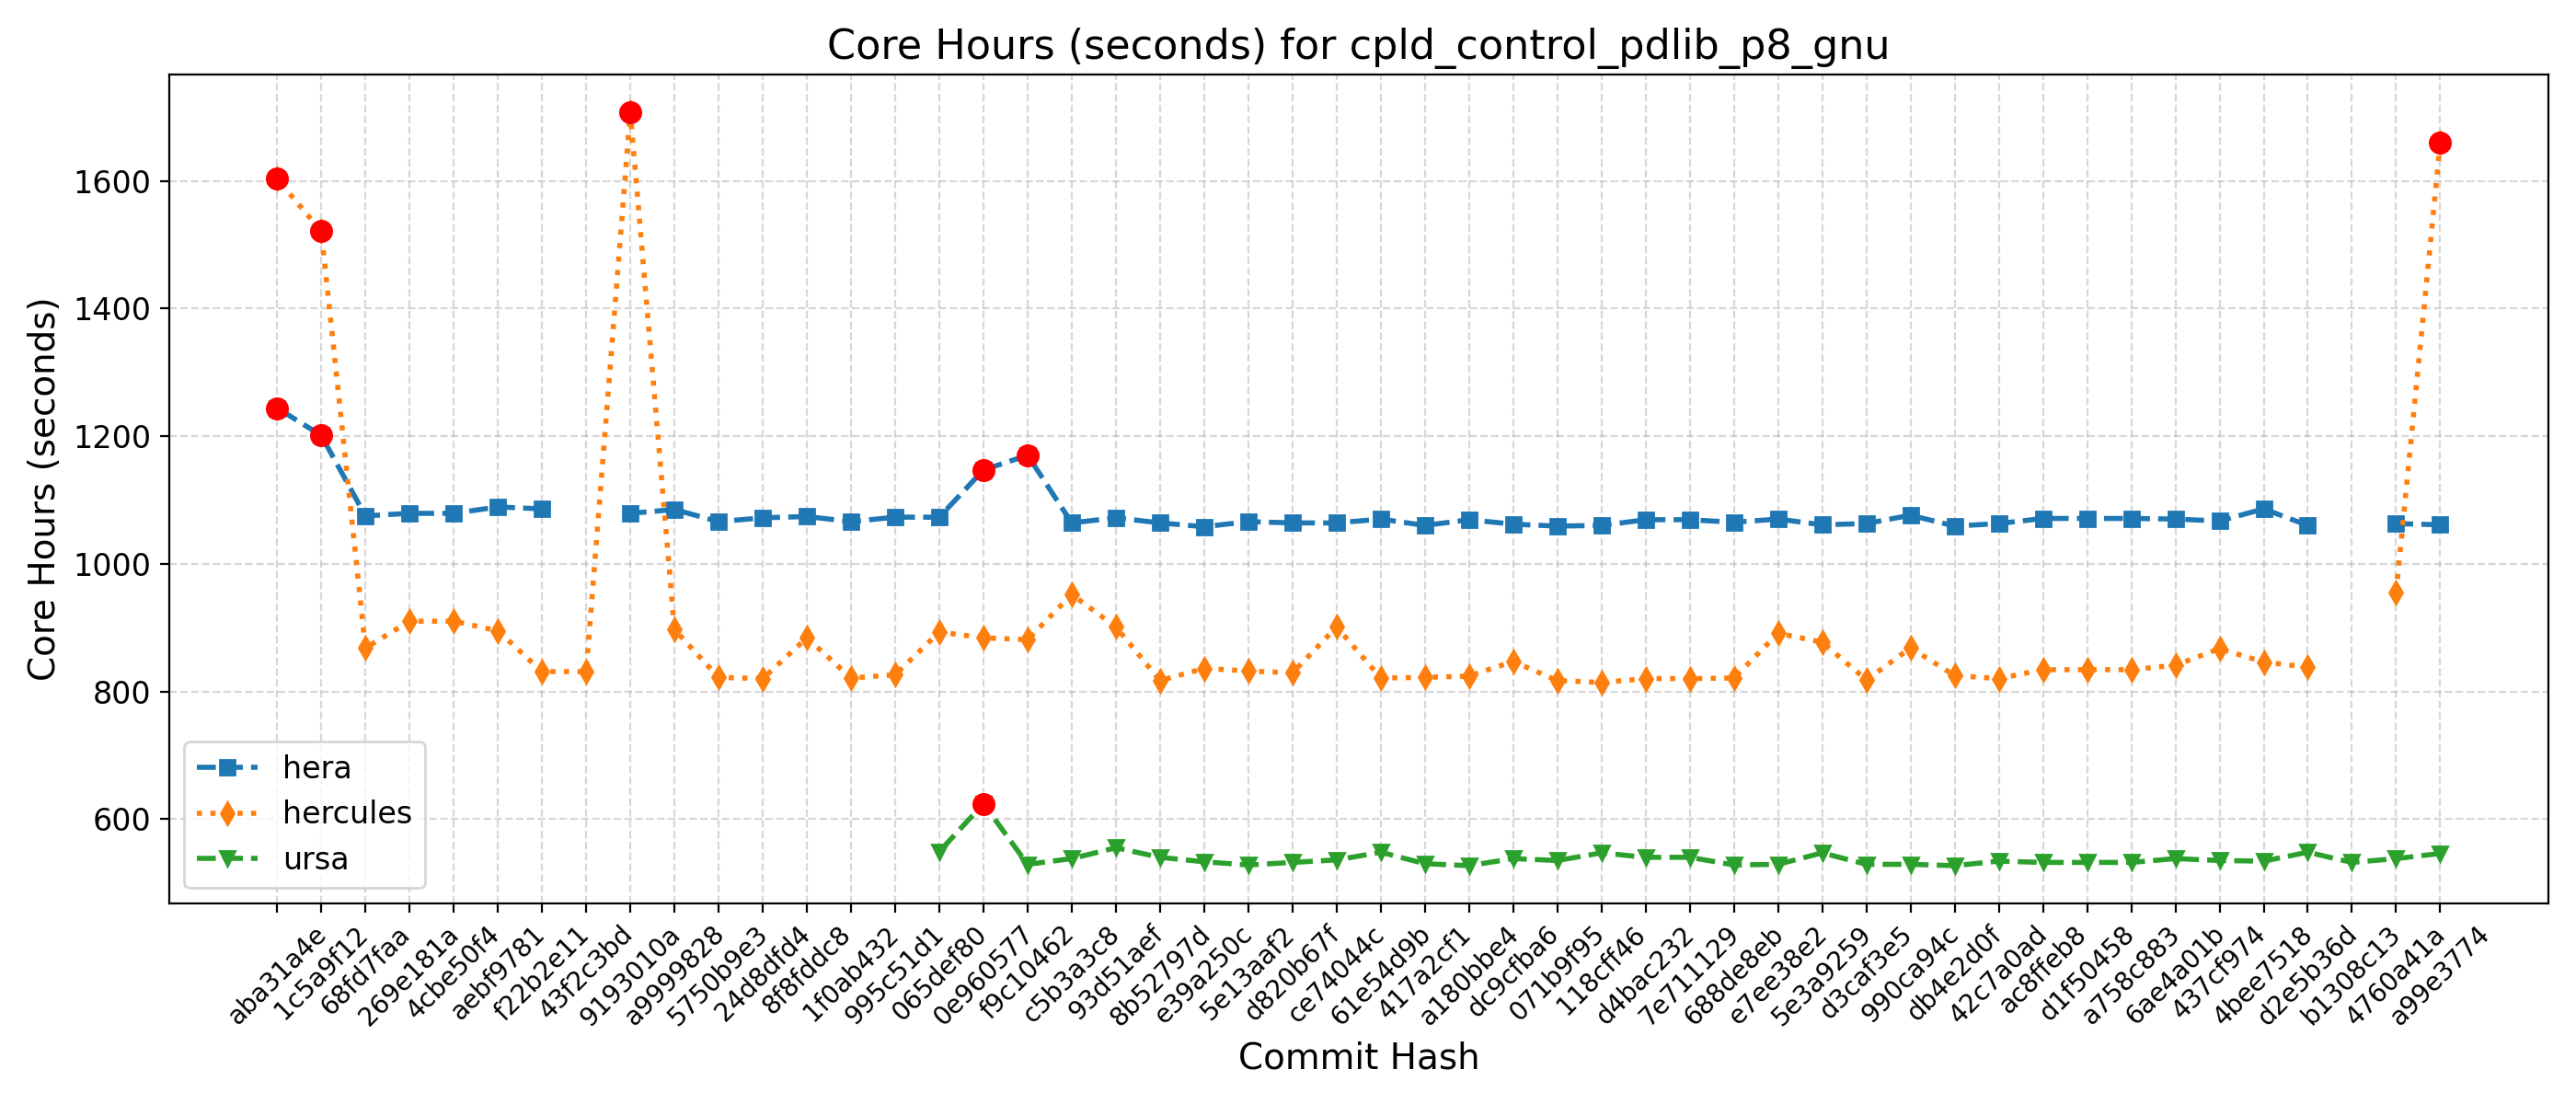 Core Hours (seconds) for cpld_control_pdlib_p8_gnu
Core Hours (seconds)
1600
1400
1200
1000
800
600
hera
hercules
ursa
aba31a4e
1c5a9f12
68fd7faa
269e181a
4cbe50f4
aebf9781
f22b2e11
43f2c3bd
9193010a
a9999828
5750b9e3
24d8dfd4
8f8fddc8
1f0ab432
995c51d1
065def80
0e960577
f9c10462
c5b3a3c8
93d51aef
8b52797d
e39a250c
5e13aaf2
d820b67f
ce74044c
61e54d9b
417a2cf1
a180bbe4
dc9cfba6
071b9f95
118cff46
d4bac232
7e711129
688de8eb
e7ee38e2
5e3a9259
d3caf3e5
990ca94c
db4e2d0f
42c7a0ad
ac8ffeb8
d1f50458
a758c883
6ae4a01b
437cf974
4bee7518
d2e5b36d
b1308c13
4760a41a
a99e3774
Commit Hash